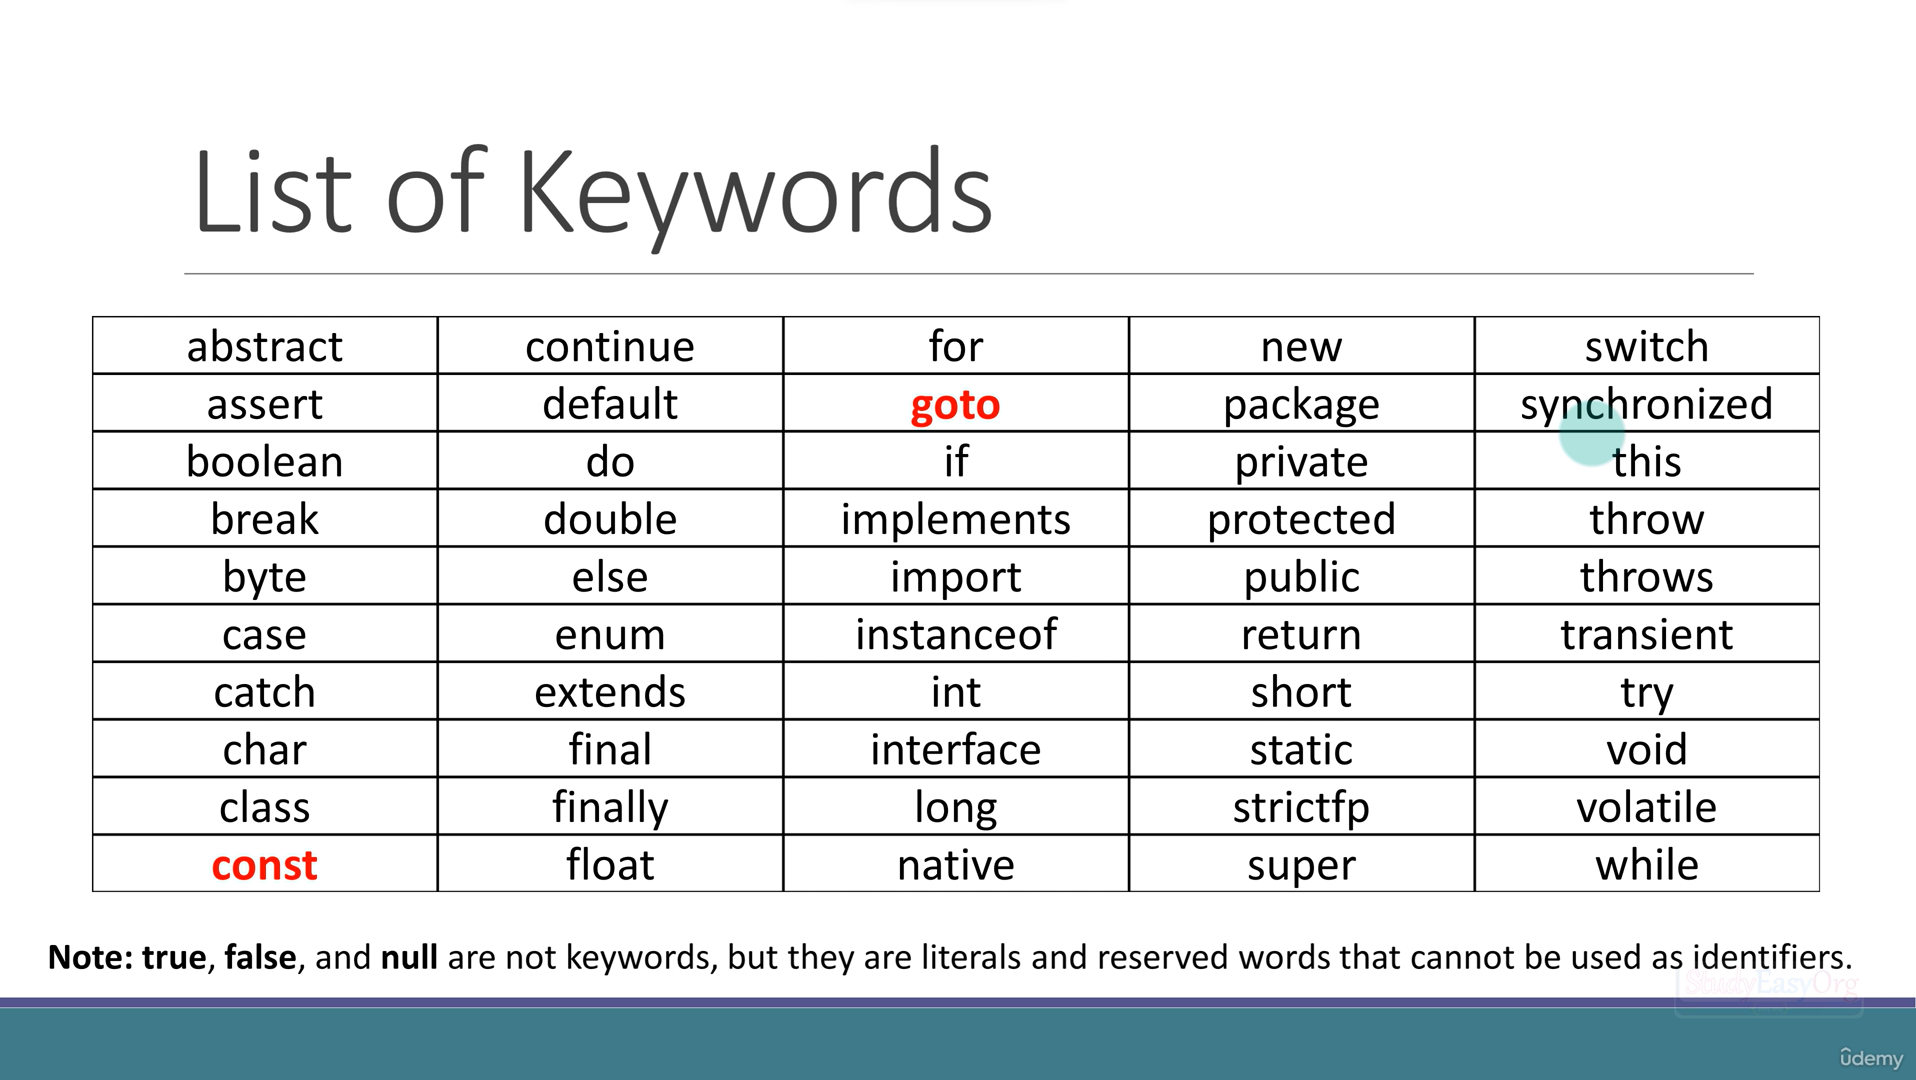 List of Keywords
abstract continue for new switch
assert default goto package synchronized
boolean do if private this
break double implements protected throw
byte else import public throws
case enum instanceof return transient
catch extends int short try
char final interface static void
class finally long strictfp volatile
const float native super while
Note: true, false, and null are not keywords, but they are literals and reserved words that cannot be used as identifiers.
StudyEasyOrg
ûdemy